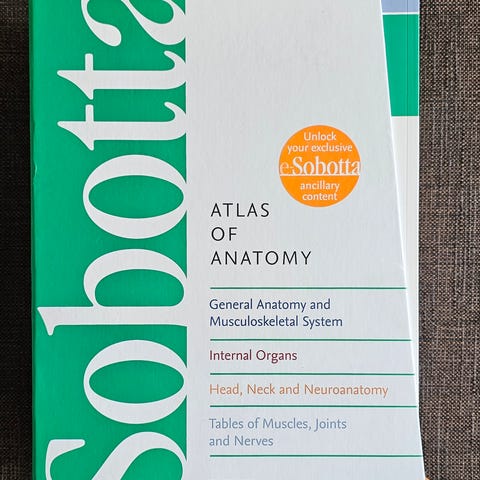 Sobotta
Unlock
your exclusive
e-Sobotta
ancillary
content
ATLAS
OF
ANATOMY
General Anatomy and
Musculoskeletal System
Internal Organs
Head, Neck and Neuroanatomy
Tables of Muscles, Joints
and Nerves